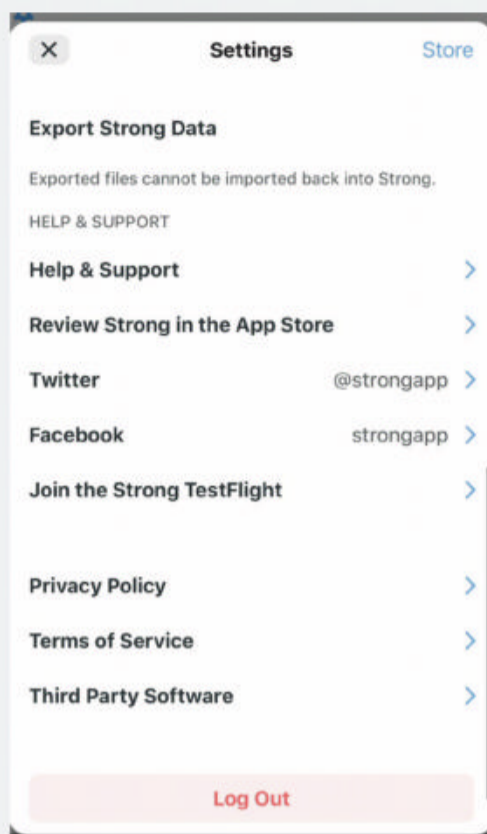 Settings
Store
Export Strong Data
Exported files cannot be imported back into Strong.
HELP & SUPPORT
Help & Support
Review Strong in the App Store
Twitter @strongapp
Facebook strongapp
Join the Strong TestFlight
Privacy Policy
Terms of Service
Third Party Software
Log Out